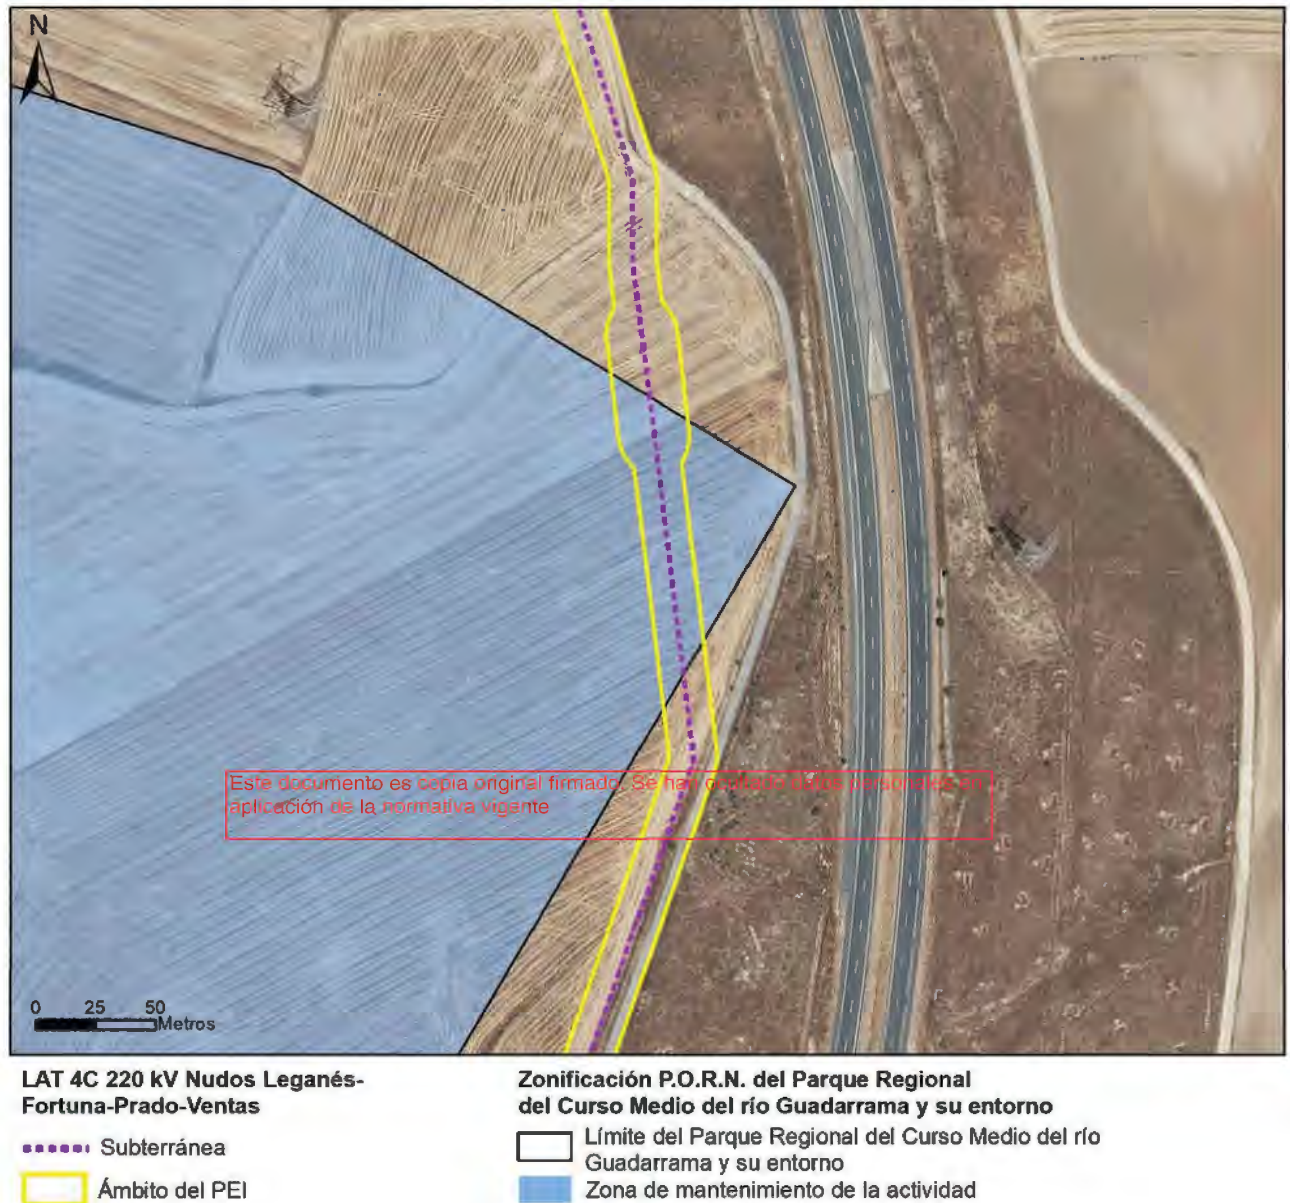 N
Este documento es copia original firmado. Se han ocultado datos personales en
aplicación de la normativa vigente
0 25 50
Metros
LAT 4C 220 kV Nudos Leganés-
Fortuna-Prado-Ventas
Subterránea
Ámbito del PEI
Zonificación P.O.R.N. del Parque Regional
del Curso Medio del río Guadarrama y su entorno
Límite del Parque Regional del Curso Medio del río
Guadarrama y su entorno
Zona de mantenimiento de la actividad